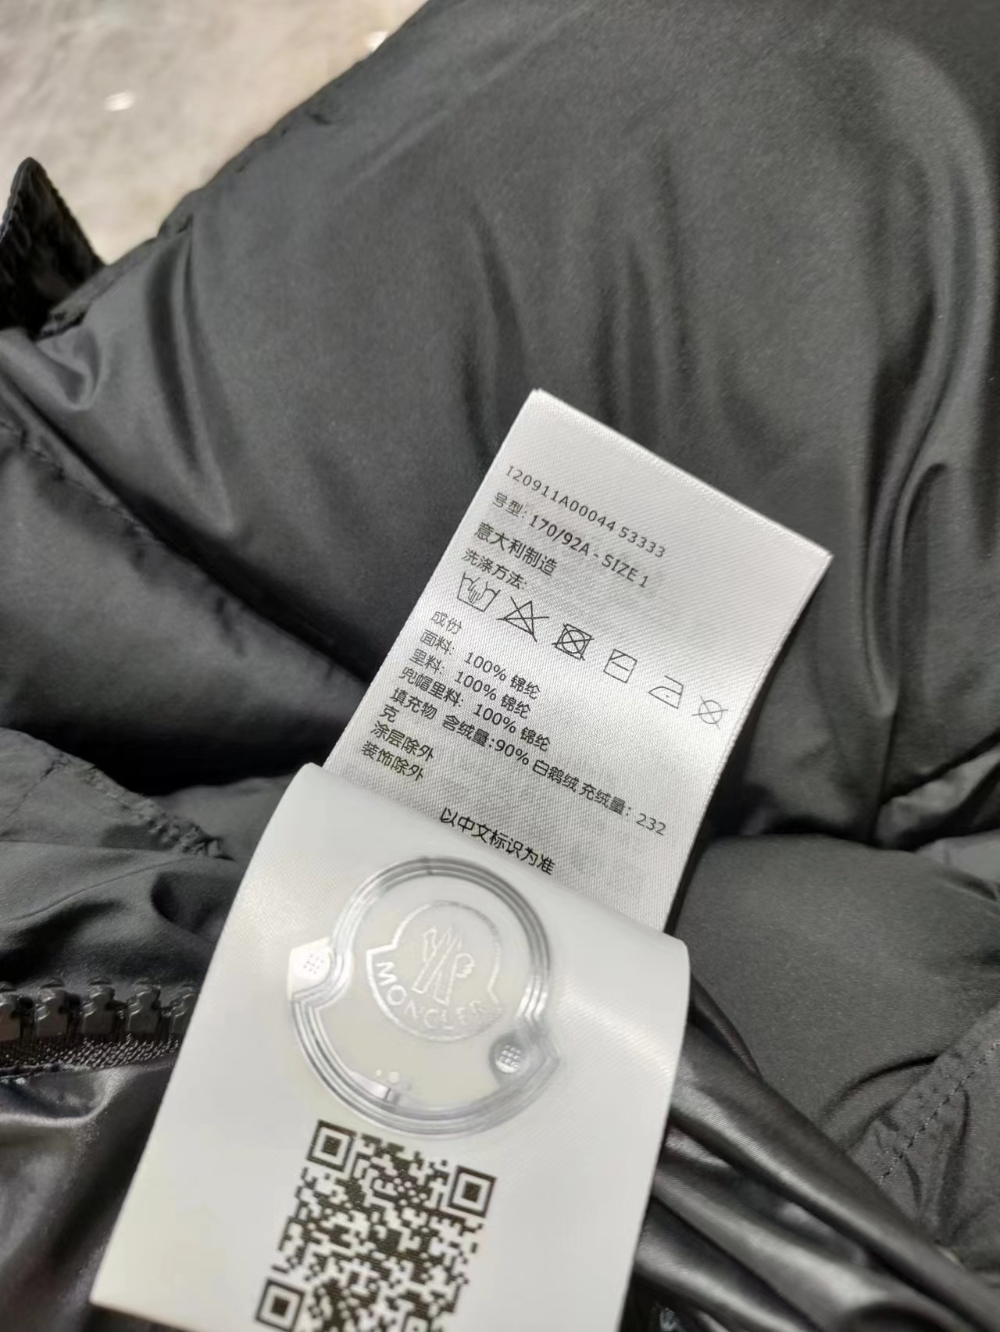 I20911A00044 53333
号型: 170/92A - SIZE 1
意大利制造
洗涤方法:
成份
面料: 100% 锦纶
里料: 100% 锦纶
兜帽里料: 100% 锦纶
填充物 含绒量:90% 白鹅绒 充绒量: 232
克
涂层除外
装饰除外
以中文标识为准
MONCLER